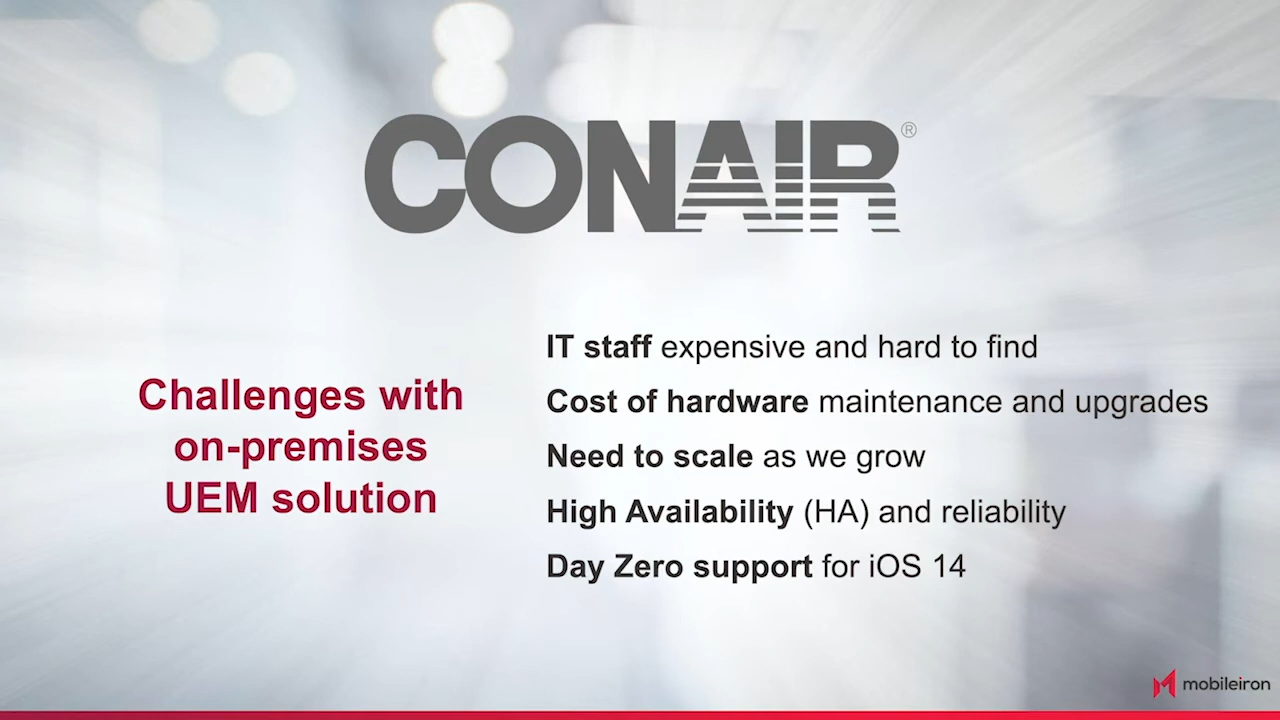 CONAIR®
Challenges with
on-premises
UEM solution
IT staff expensive and hard to find
Cost of hardware maintenance and upgrades
Need to scale as we grow
High Availability (HA) and reliability
Day Zero support for iOS 14
mobileiron